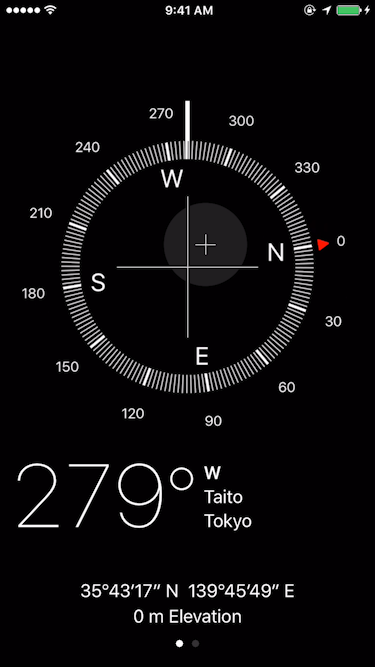 9:41 AM
270
300
240
330
W
210
N
0
S
180
30
E
150
60
120
90
279° W
Taito
Tokyo
35°43′17″ N 139°45′49″ E
0 m Elevation